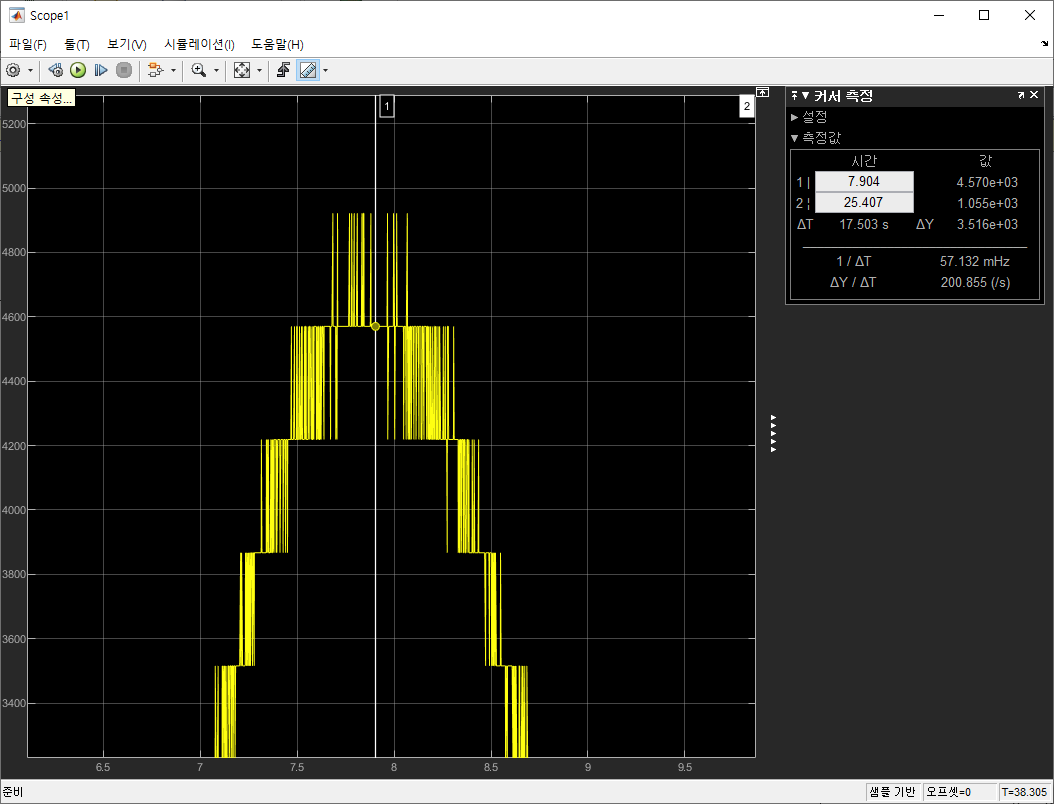 Scope1
파일(F) 툴(T) 보기(V) 시뮬레이션(I) 도움말(H)
구성 속성...
1
2
5200
5000
4800
4600
4400
4200
4000
3800
3600
3400
6.5 7 7.5 8 8.5 9 9.5
커서 측정
설정
측정값
시간 값
1 | 7.904 4.570e+03
2 ¦ 25.407 1.055e+03
ΔT 17.503 s ΔY 3.516e+03
1 / ΔT 57.132 mHz
ΔY / ΔT 200.855 (/s)
준비 샘플 기반 오프셋=0 T=38.305